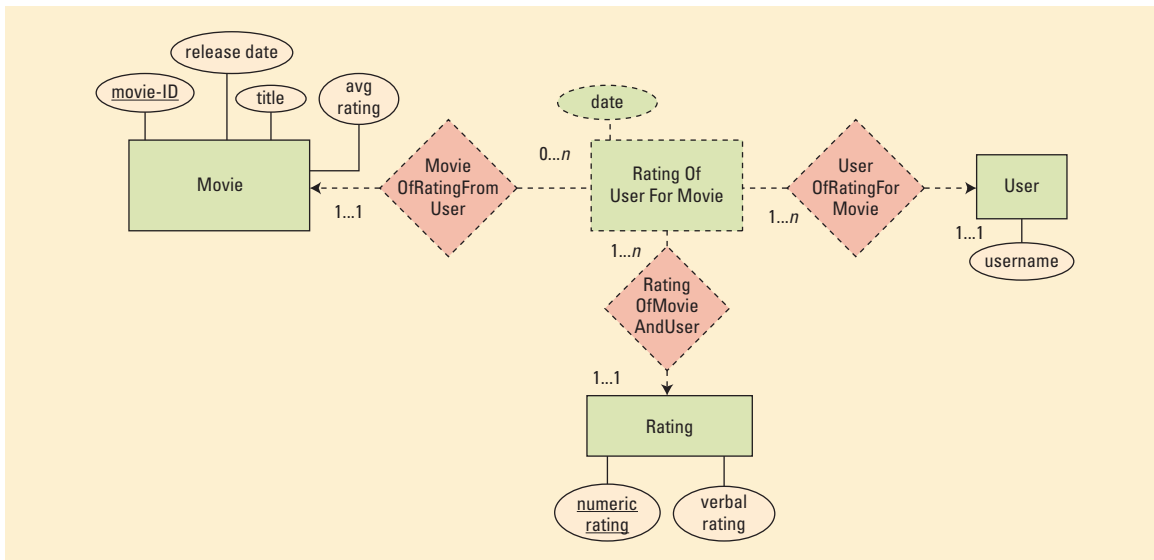 release date
movie-ID
title
avg
rating
Movie
1...1
Movie
OfRatingFrom
User
0...n
date
Rating Of
User For Movie
1...n
User
OfRatingFor
Movie
1...n
User
1...1
username
Rating
OfMovie
AndUser
1...1
Rating
numeric
rating
verbal
rating